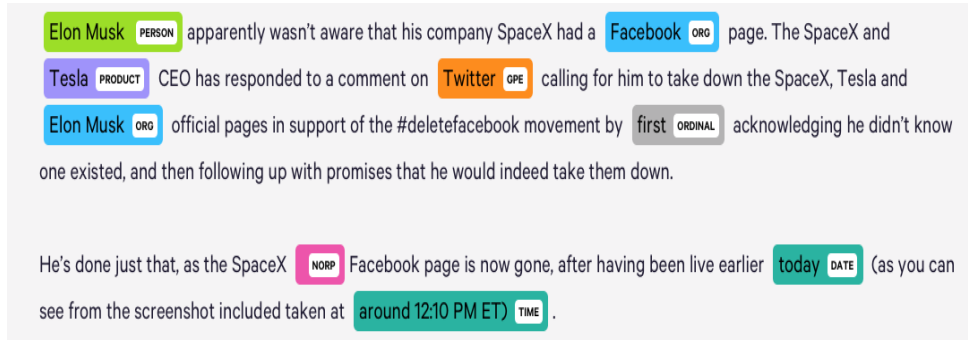 Elon Musk PERSON apparently wasn't aware that his company SpaceX had a Facebook ORG page. The SpaceX and
Tesla PRODUCT CEO has responded to a comment on Twitter GPE calling for him to take down the SpaceX, Tesla and
Elon Musk ORG official pages in support of the #deletefacebook movement by first ORDINAL acknowledging he didn't know
one existed, and then following up with promises that he would indeed take them down.
He's done just that, as the SpaceX NORP Facebook page is now gone, after having been live earlier today DATE (as you can
see from the screenshot included taken at around 12:10 PM ET) TIME .